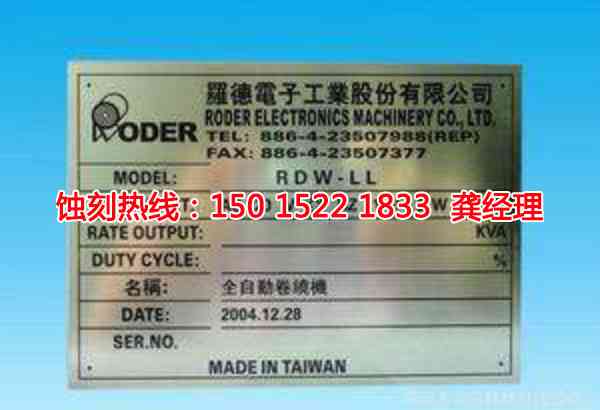 羅德電子工業股份有限公司
RODER
RODER ELECTRONICS MACHINERY CO., LTD.
TEL: 886-4-23507988(REP)
FAX: 886-4-23507377
MODEL: RDW-LL
蚀刻热线：150 1522 1833 龚经理
RATE OUTPUT: KVA
DUTY CYCLE: %
名稱: 全自動卷繞機
DATE: 2004.12.28
SER.NO.
MADE IN TAIWAN